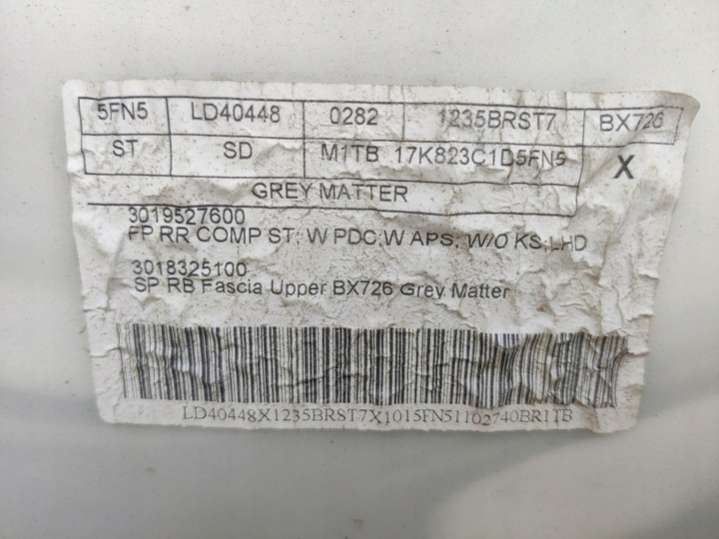 5FN5 LD40448 0282 1235BRST7 BX726
ST SD M1TB 17K823C1D5FN5 X
GREY MATTER
3019527600
FP RR COMP ST; W PDC;W APS; W/O KS;LHD
3018325100
SP RB Fascia Upper BX726 Grey Matter
LD40448X1235BRST7X1015FN51102740BR1TB